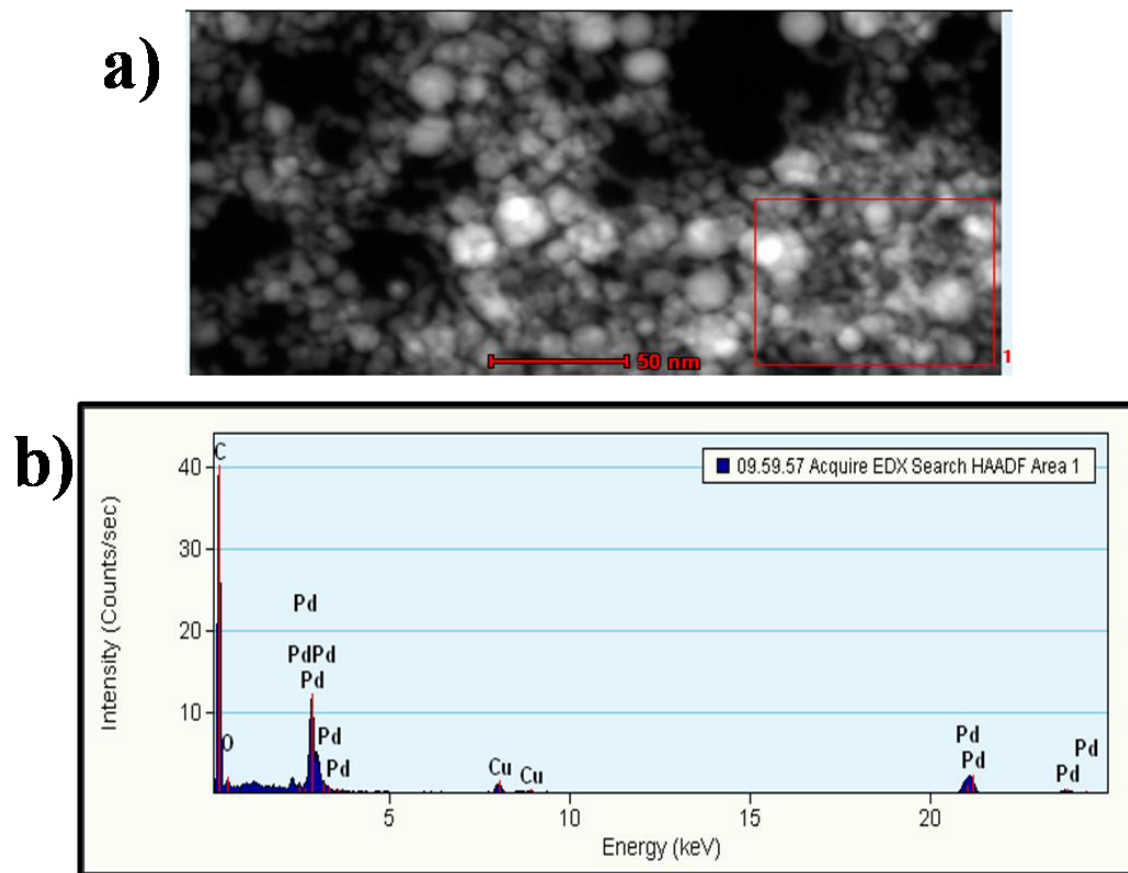 a)
50 nm
1
b)
C
09.59.57 Acquire EDX Search HAADF Area 1
40
30
Pd
20
PdPd
Pd
10
Pd
Pd
O
Pd
Pd
Pd
Cu
Cu
Pd
Pd
5
10
15
20
Energy (keV)
Intensity (Counts/sec)